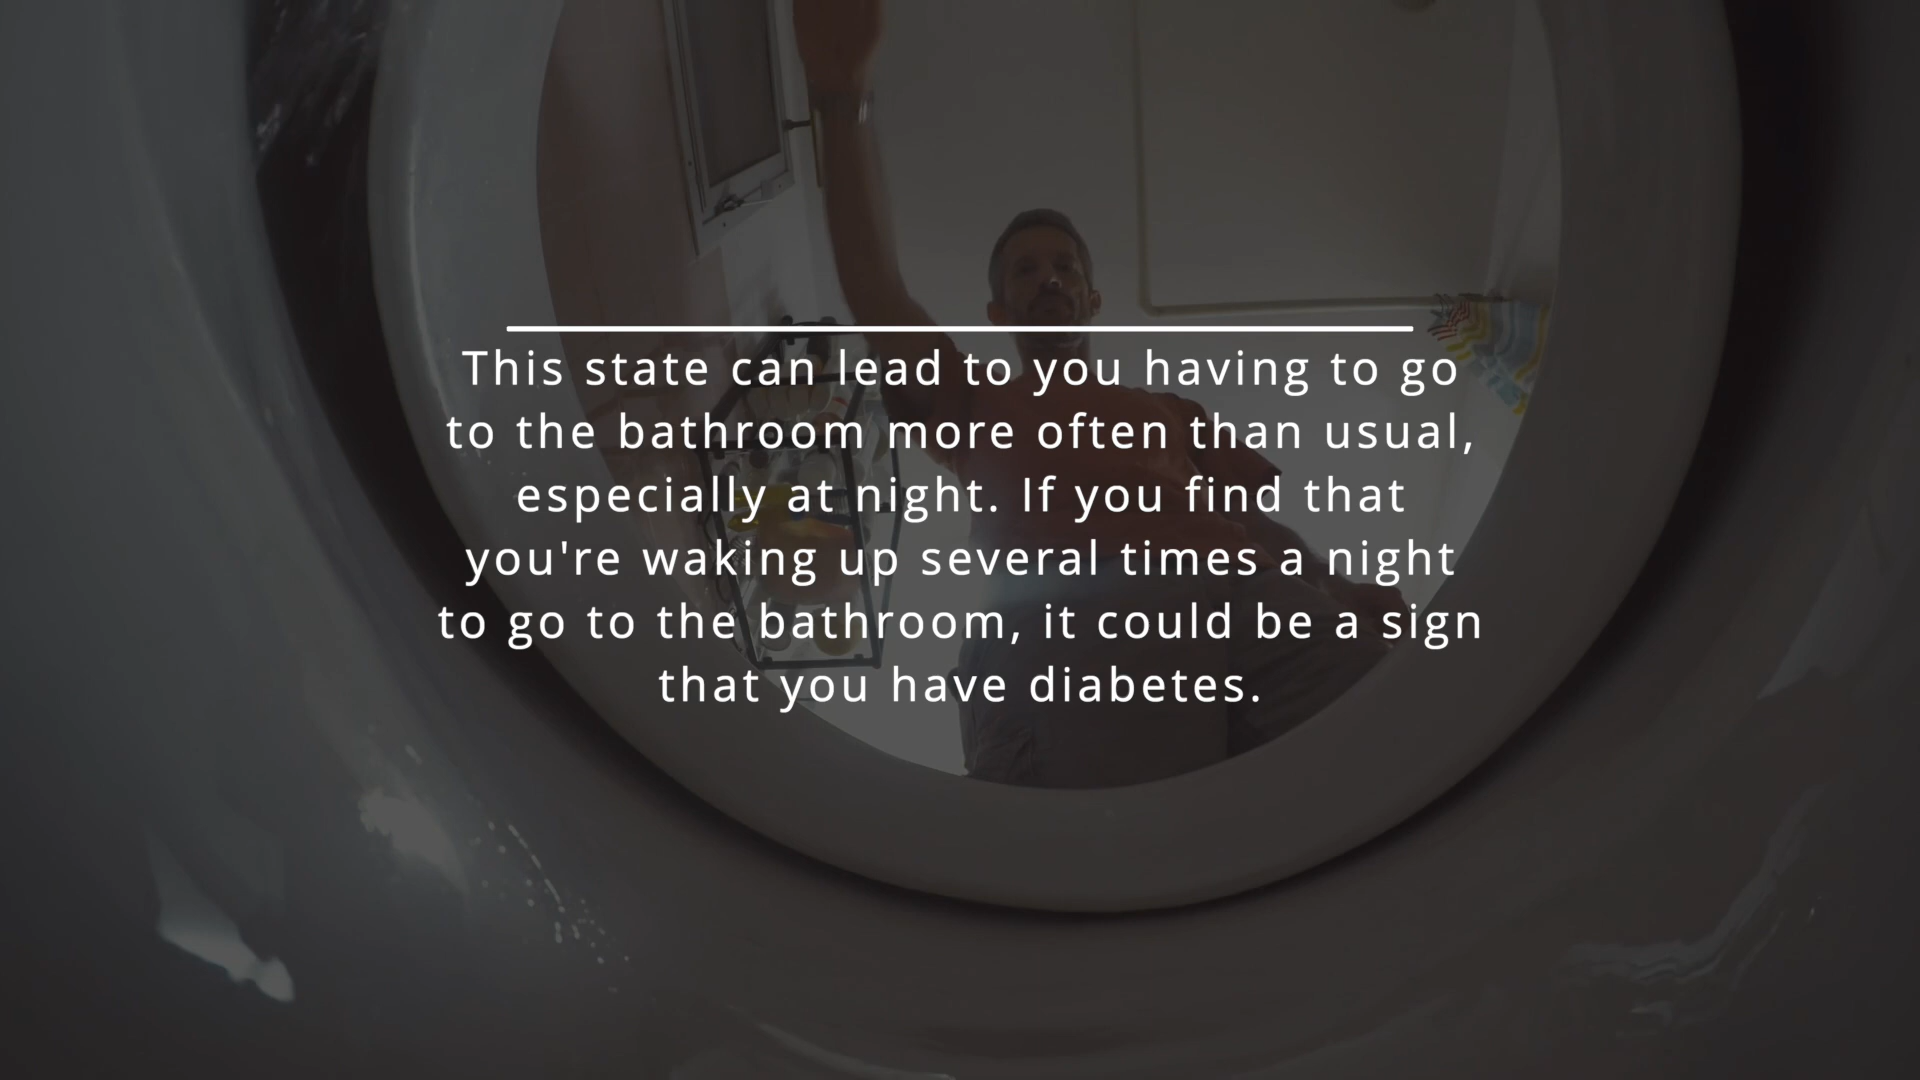 This state can lead to you having to go
to the bathroom more often than usual,
especially at night. If you find that
you're waking up several times a night
to go to the bathroom, it could be a sign
that you have diabetes.